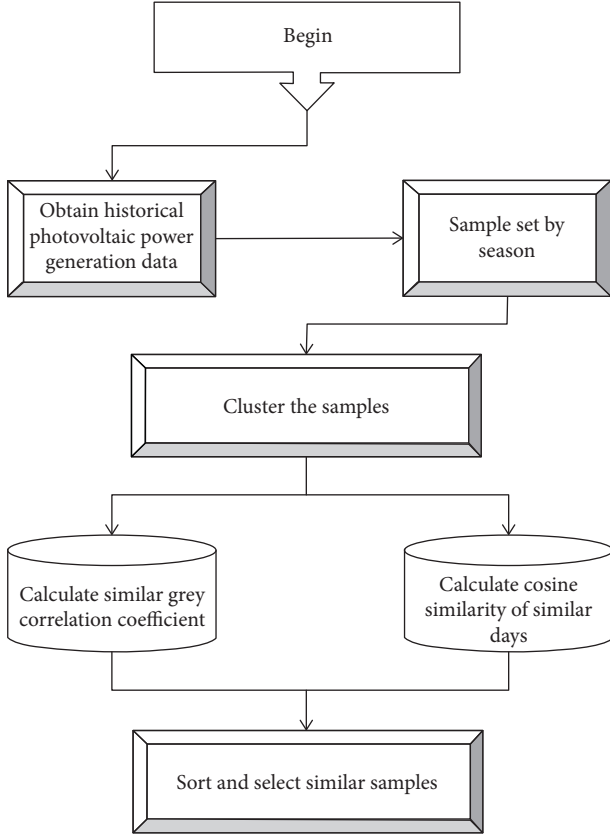 Begin
Obtain historical
photovoltaic power
generation data
Sample set by
season
Cluster the samples
Calculate similar grey
correlation coefficient
Calculate cosine
similarity of similar
days
Sort and select similar samples